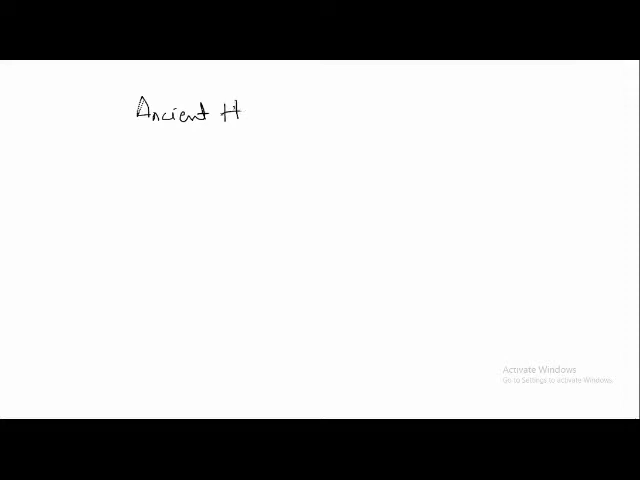 Ancient H
Activate Windows
Go to Settings to activate Windows.